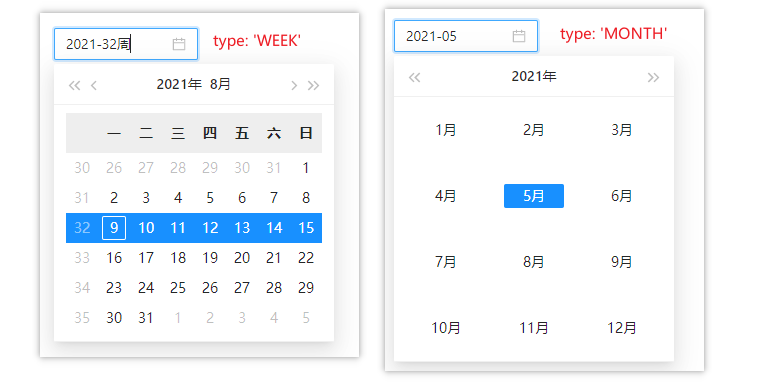 2021-32周
type: 'WEEK'
2021年 8月
一 二 三 四 五 六 日
30 26 27 28 29 30 31 1
31 2 3 4 5 6 7 8
32 9 10 11 12 13 14 15
33 16 17 18 19 20 21 22
34 23 24 25 26 27 28 29
35 30 31 1 2 3 4 5
2021-05
type: 'MONTH'
2021年
1月 2月 3月
4月 5月 6月
7月 8月 9月
10月 11月 12月